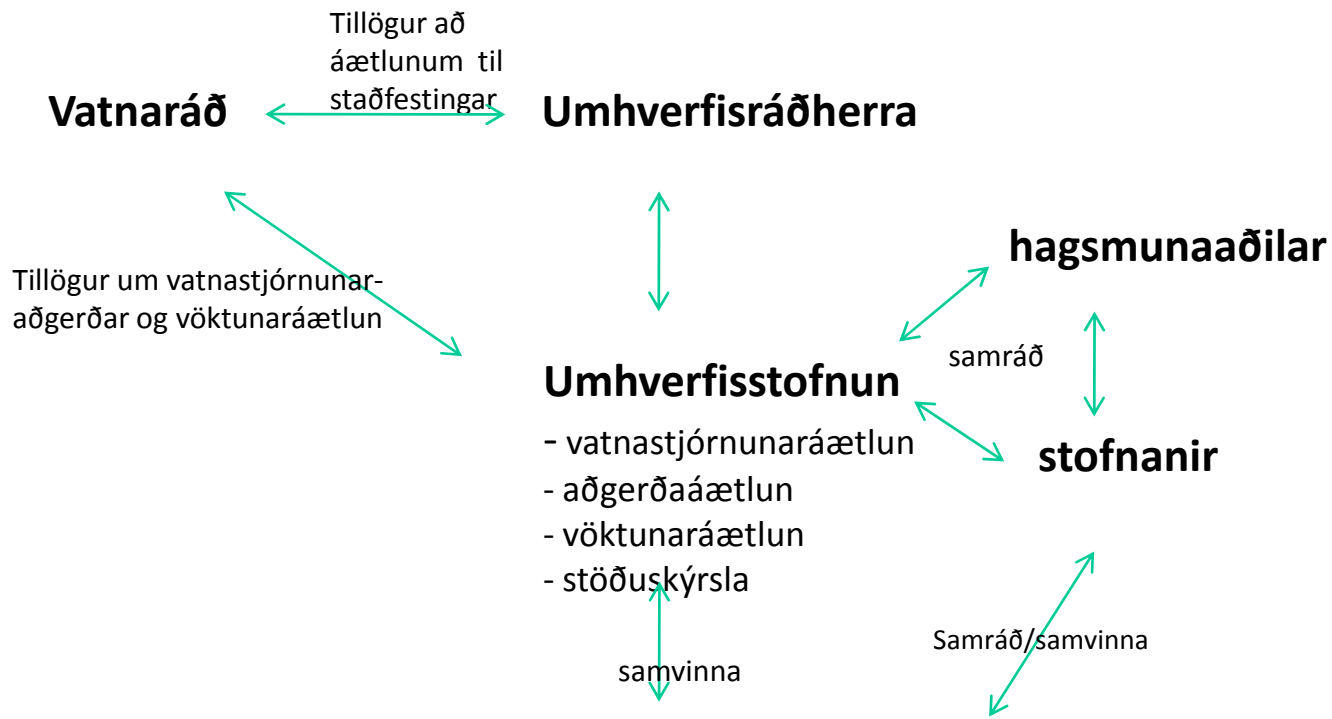 Tillögur að
áætlunum til
staðfestingar
Vatnaráð
Umhverfisráðherra
hagsmunaaðilar
Tillögur um vatnastjórnunar-
aðgerðar og vöktunaráætlun
samráð
Umhverfisstofnun
- vatnastjórnunaráætlun
- aðgerðaáætlun
- vöktunaráætlun
- stöðuskýrsla
stofnanir
Samráð/samvinna
samvinna